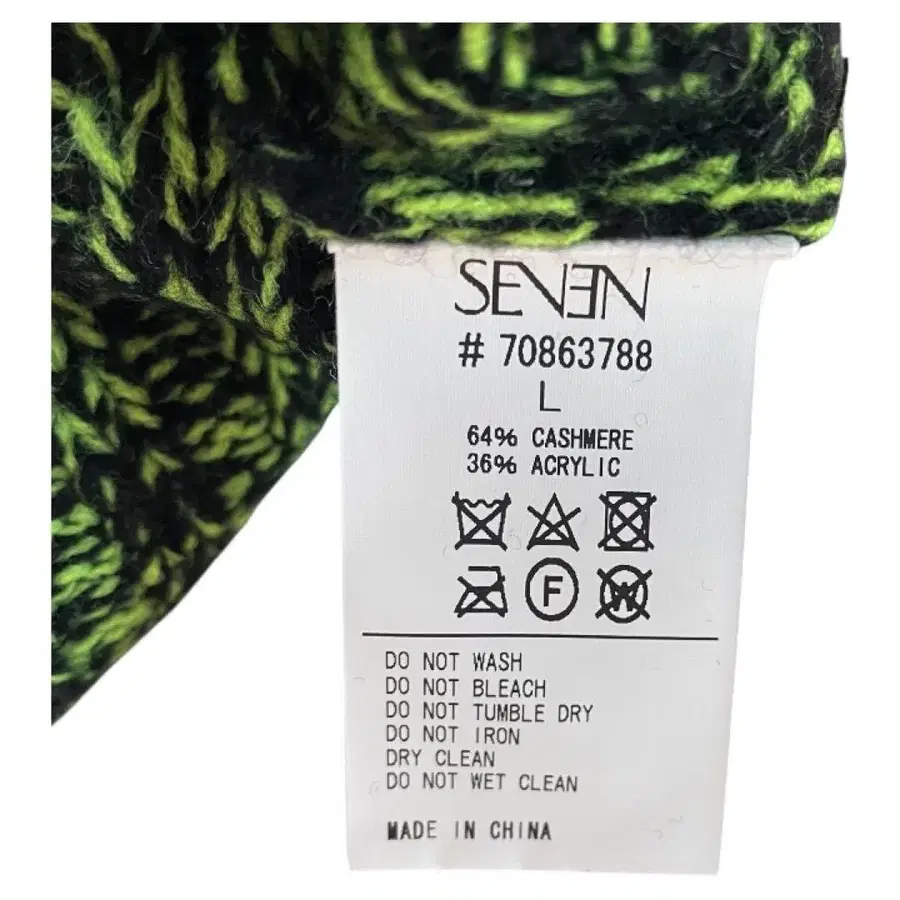 SEVEN
# 70863788
L
64% CASHMERE
36% ACRYLIC
F
W
DO NOT WASH
DO NOT BLEACH
DO NOT TUMBLE DRY
DO NOT IRON
DRY CLEAN
DO NOT WET CLEAN
MADE IN CHINA